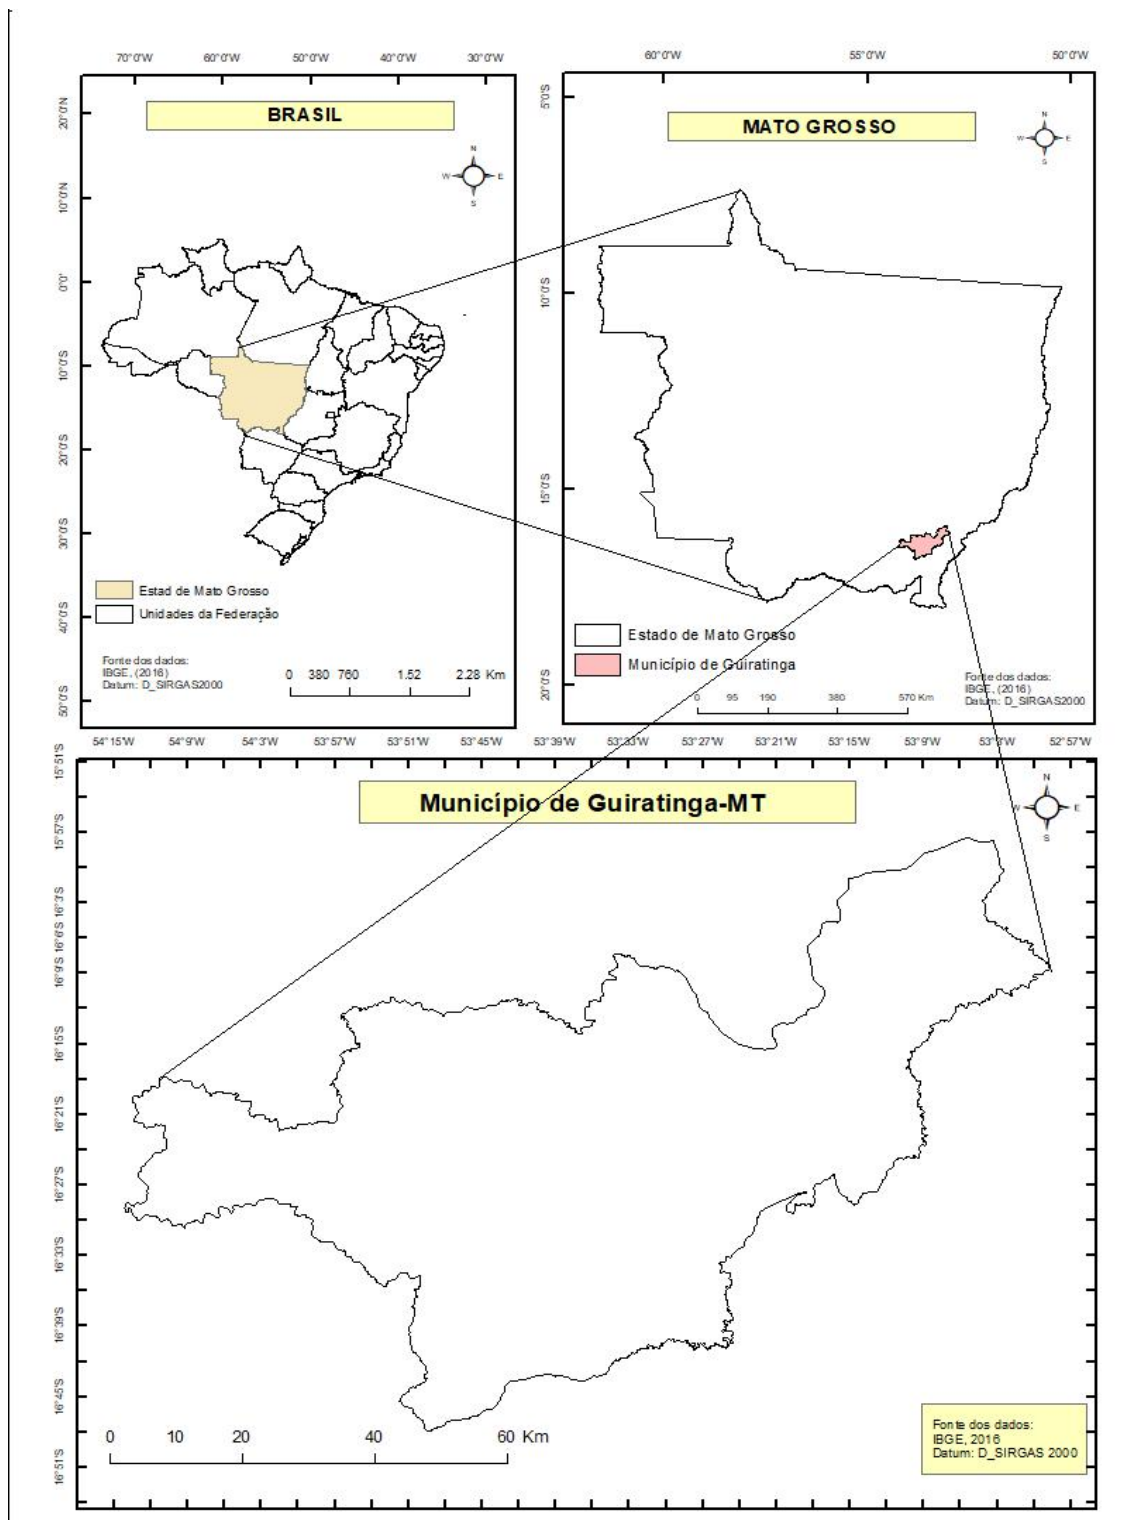 70°0'W 60°0'W 50°0'W 40°0'W 30°0'W
20°0'N
10°0'N
0°0'
10°0'S
20°0'S
30°0'S
40°0'S
50°0'S
BRASIL
N
W E
S
Estad de Mato Grosso
Unidades da Federação
Fonte dos dados:
IBGE, (2016)
Datum: D_SIRGAS2000
0 380 760 1.52 2.28 Km
60°0'W 55°0'W 50°0'W
5°0'S
10°0'S
15°0'S
20°0'S
MATO GROSSO
N
W E
S
Estado de Mato Grosso
Município de Guiratinga
Fonte dos dados:
IBGE, (2016)
Datum: D_SIRGAS2000
0 95 190 380 570 Km
54°15'W 54°9'W 54°3'W 53°57'W 53°51'W 53°45'W 53°39'W 53°33'W 53°27'W 53°21'W 53°15'W 53°9'W 53°3'W 52°57'W
15°51'S
15°57'S
16°3'S
16°6'S
16°9'S
16°15'S
16°21'S
16°27'S
16°33'S
16°39'S
16°45'S
16°51'S
Município de Guiratinga-MT
N
W E
S
0 10 20 40 60 Km
Fonte dos dados:
IBGE, 2016
Datum: D_SIRGAS 2000